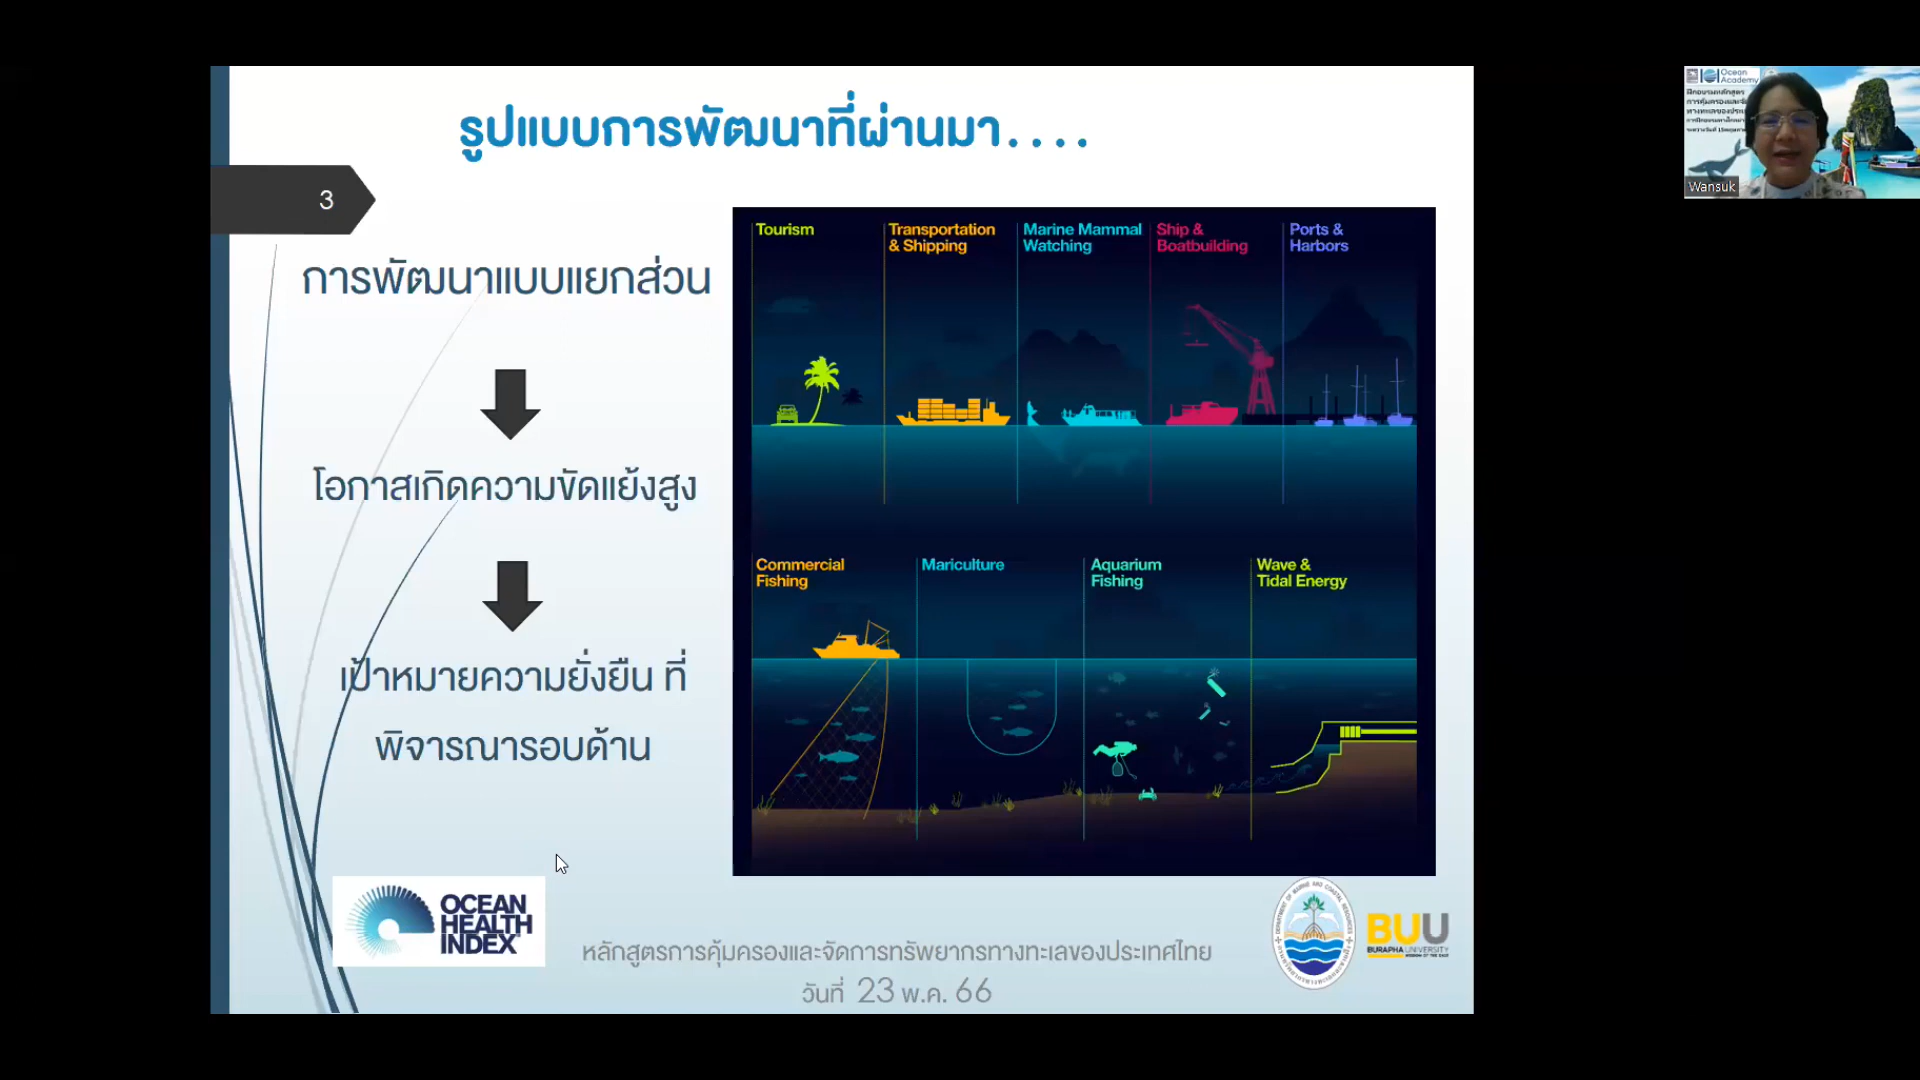 รูปแบบการพัฒนาที่ผ่านมา....
3
การพัฒนาแบบแยกส่วน
โอกาสเกิดความขัดแย้งสูง
เป้าหมายความยั่งยืน ที่
พิจารณารอบด้าน
Tourism
Transportation
& Shipping
Marine Mammal
Watching
Ship &
Boatbuilding
Ports &
Harbors
Commercial
Fishing
Mariculture
Aquarium
Fishing
Wave &
Tidal Energy
OCEAN
HEALTH
INDEX
หลักสูตรการคุ้มครองและจัดการทรัพยากรทางทะเลของประเทศไทย
วันที่ 23 พ.ค. 66
DEPARTMENT OF MARINE AND COASTAL RESOURCES
BUU
BURAPHA UNIVERSITY
Ocean
Academy
Wansuk